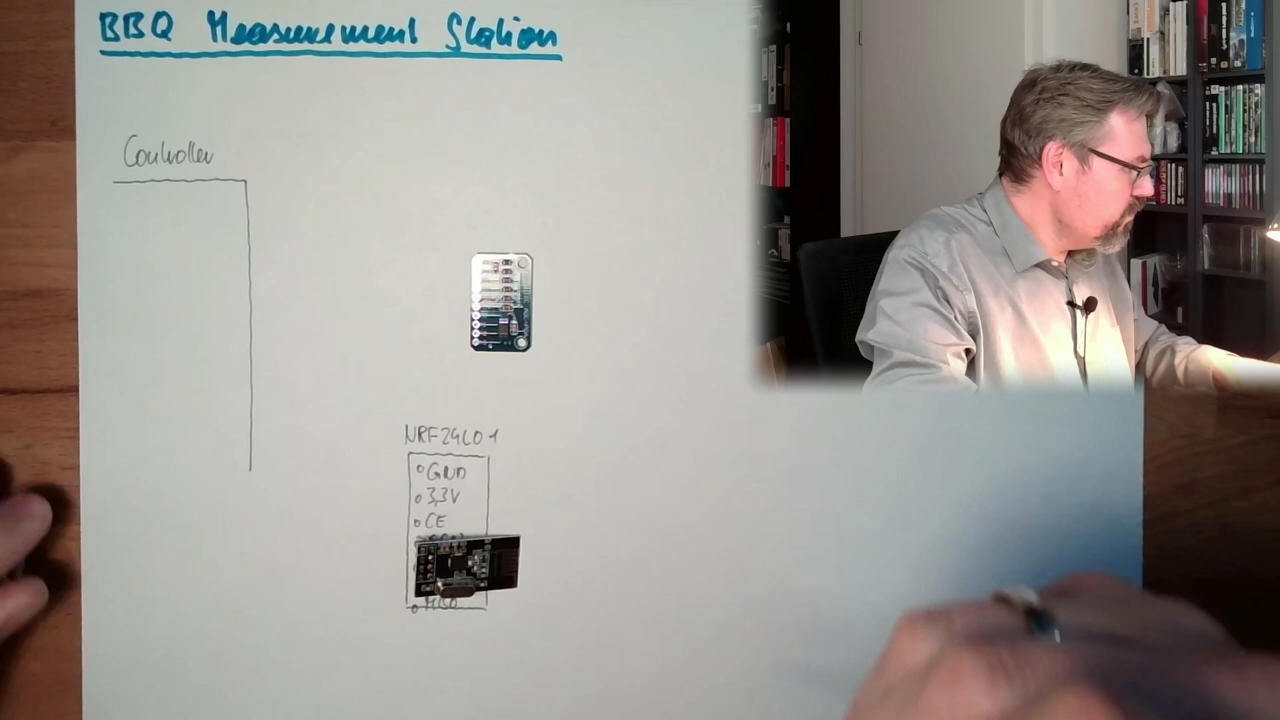 BBQ Measurement Station
Controller
NRF24L01
GND
3,3V
CE